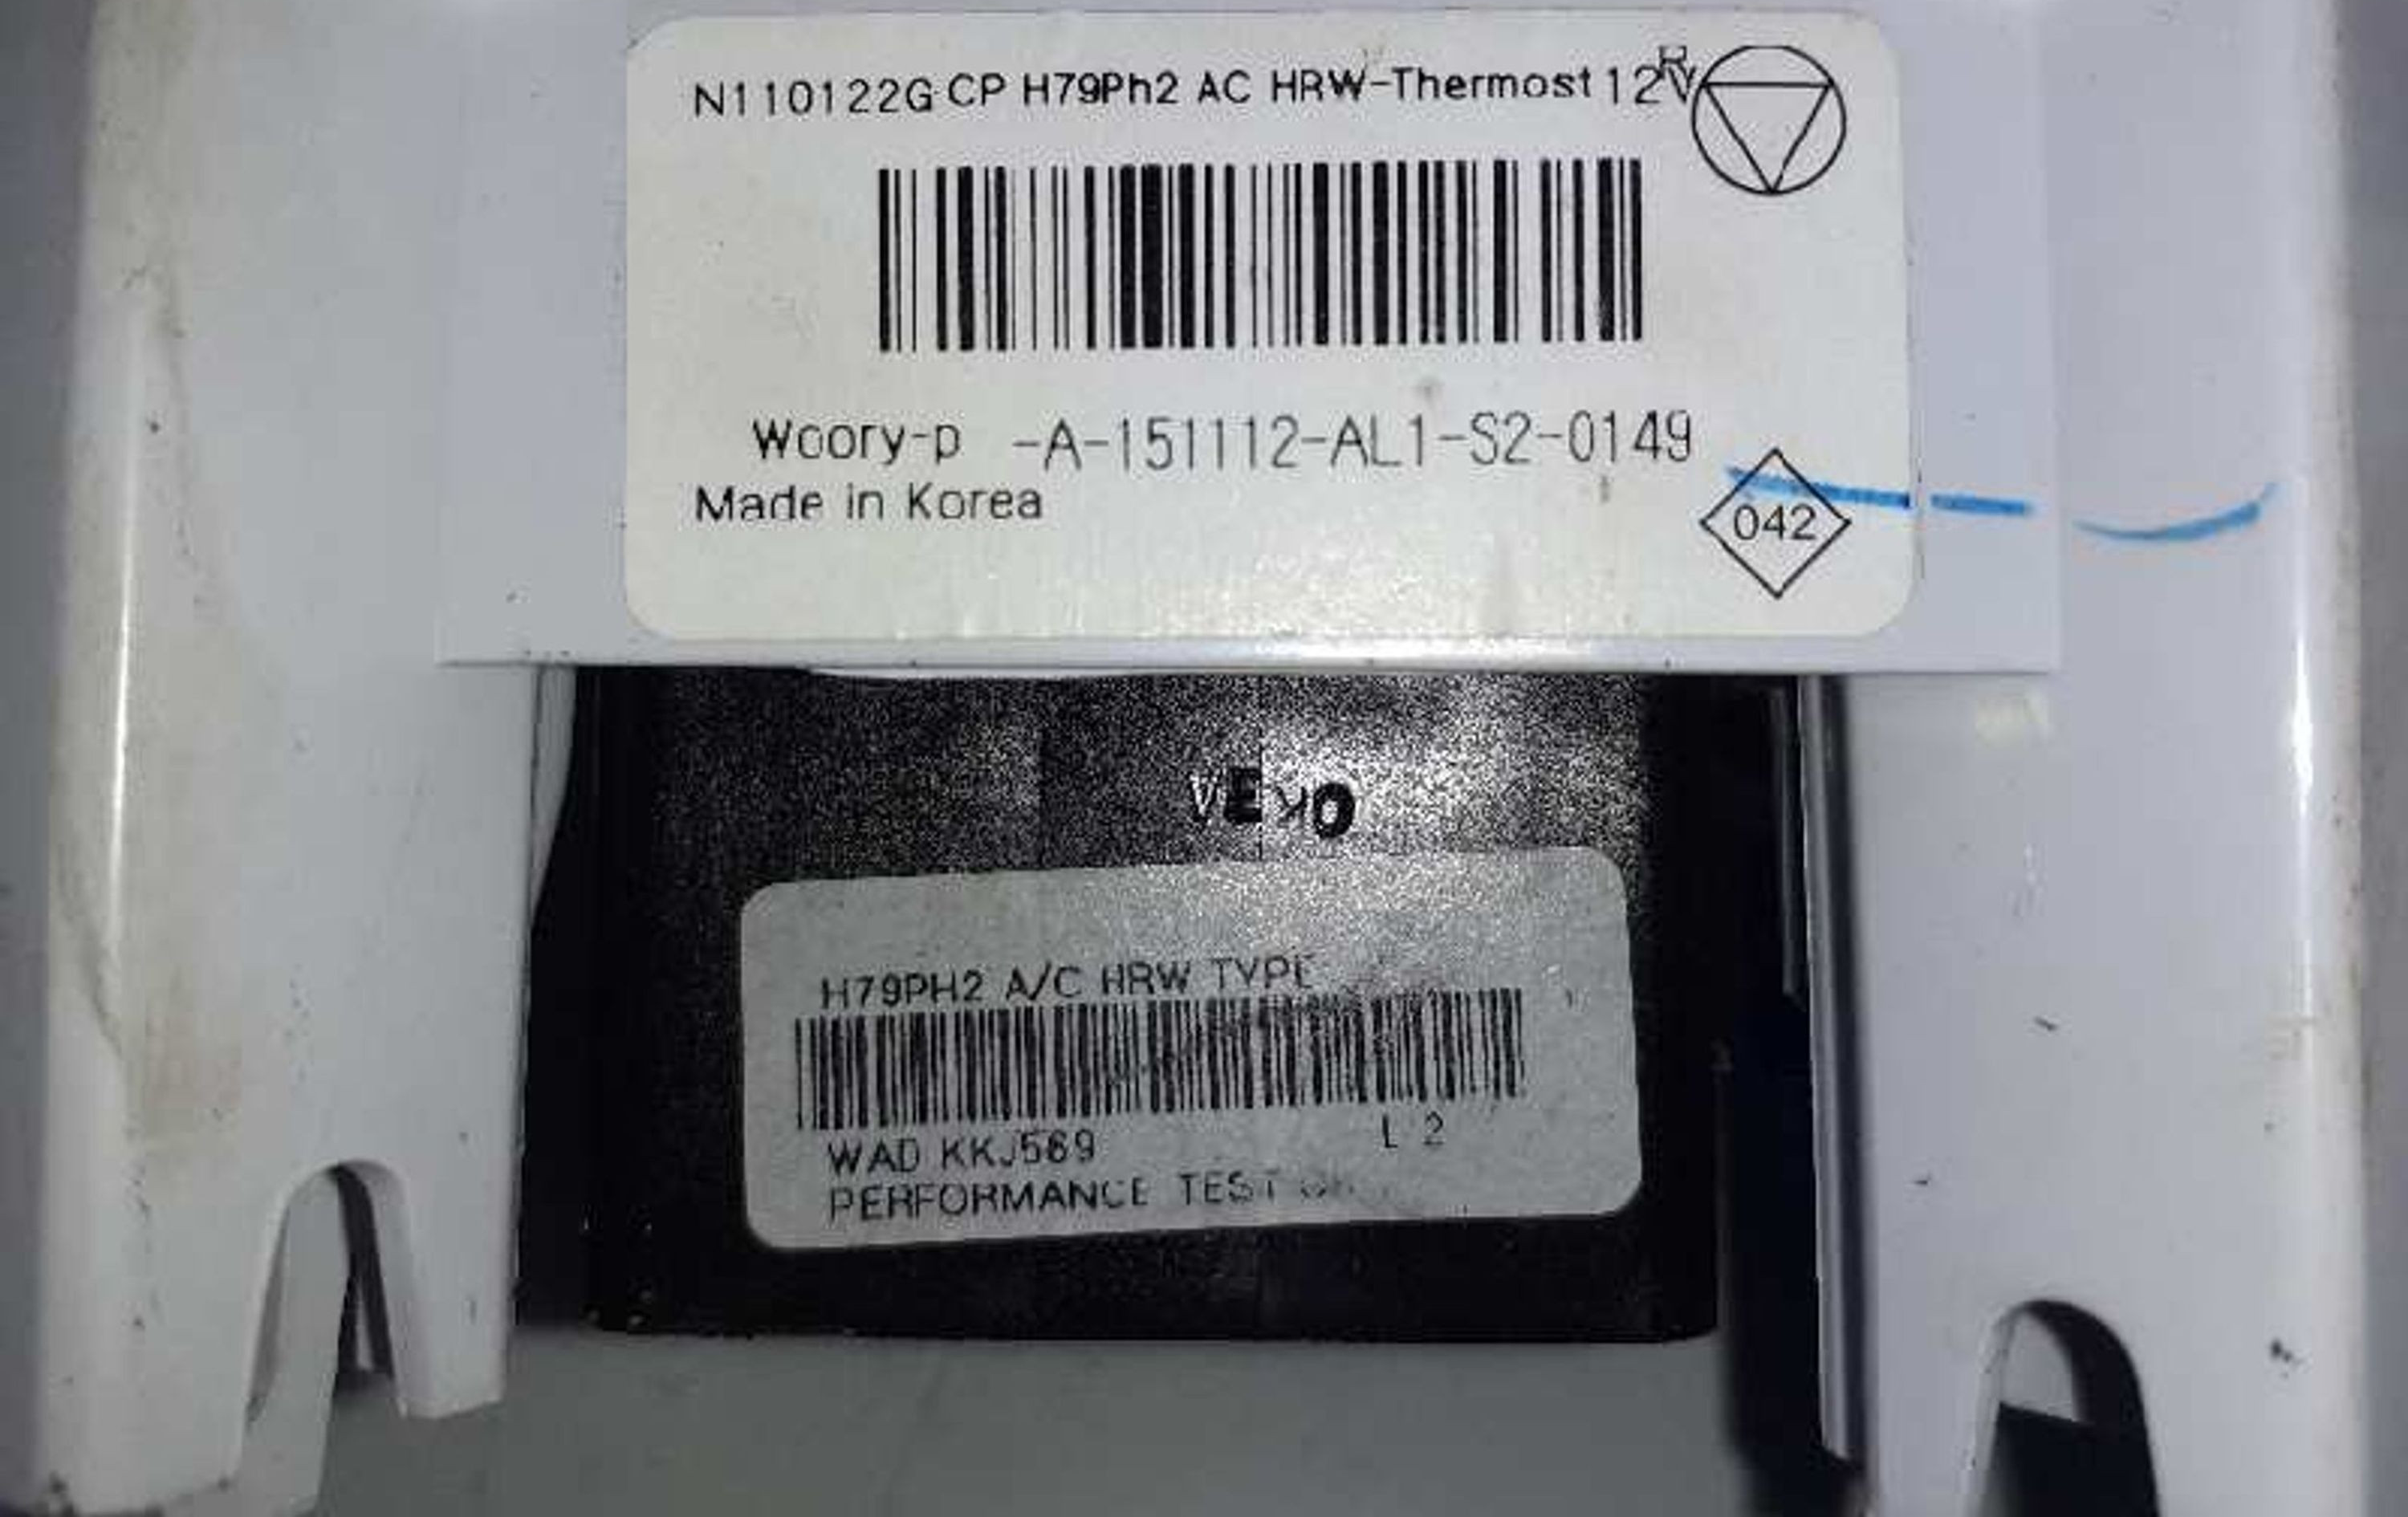 N110122G CP H79Ph2 AC HRW-Thermost 12V
R
Woory-p -A-151112-AL1-S2-0149
Made in Korea
042
OK
H79PH2 A/C HRW TYPE
WAD KKJ569 L 2
PERFORMANCE TEST